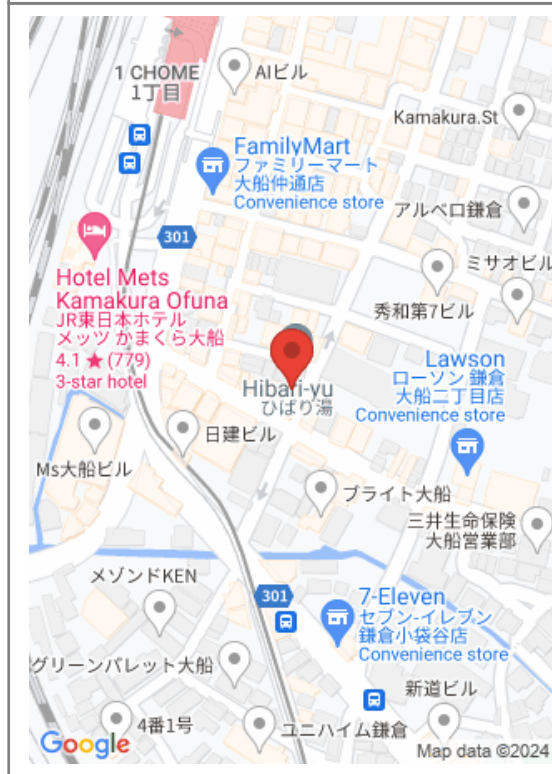 1 CHOME
1丁目
AIビル
Kamakura.St
FamilyMart
ファミリーマート
大船仲通店
Convenience store
アルベロ鎌倉
301
ミサオビル
Hotel Mets
Kamakura Ofuna
JR東日本ホテル
メッツ かまくら大船
4.1 ★ (779)
3-star hotel
秀和第7ビル
Hibari-yu
ひばり湯
Lawson
ローソン 鎌倉
大船二丁目店
Convenience store
日建ビル
Ms大船ビル
ブライト大船
三井生命保険
大船営業部
メゾンドKEN
301
7-Eleven
セブン-イレブン
鎌倉小袋谷店
Convenience store
グリーンパレット大船
新道ビル
4番1号
ユニハイム鎌倉
Google
Map data ©2024